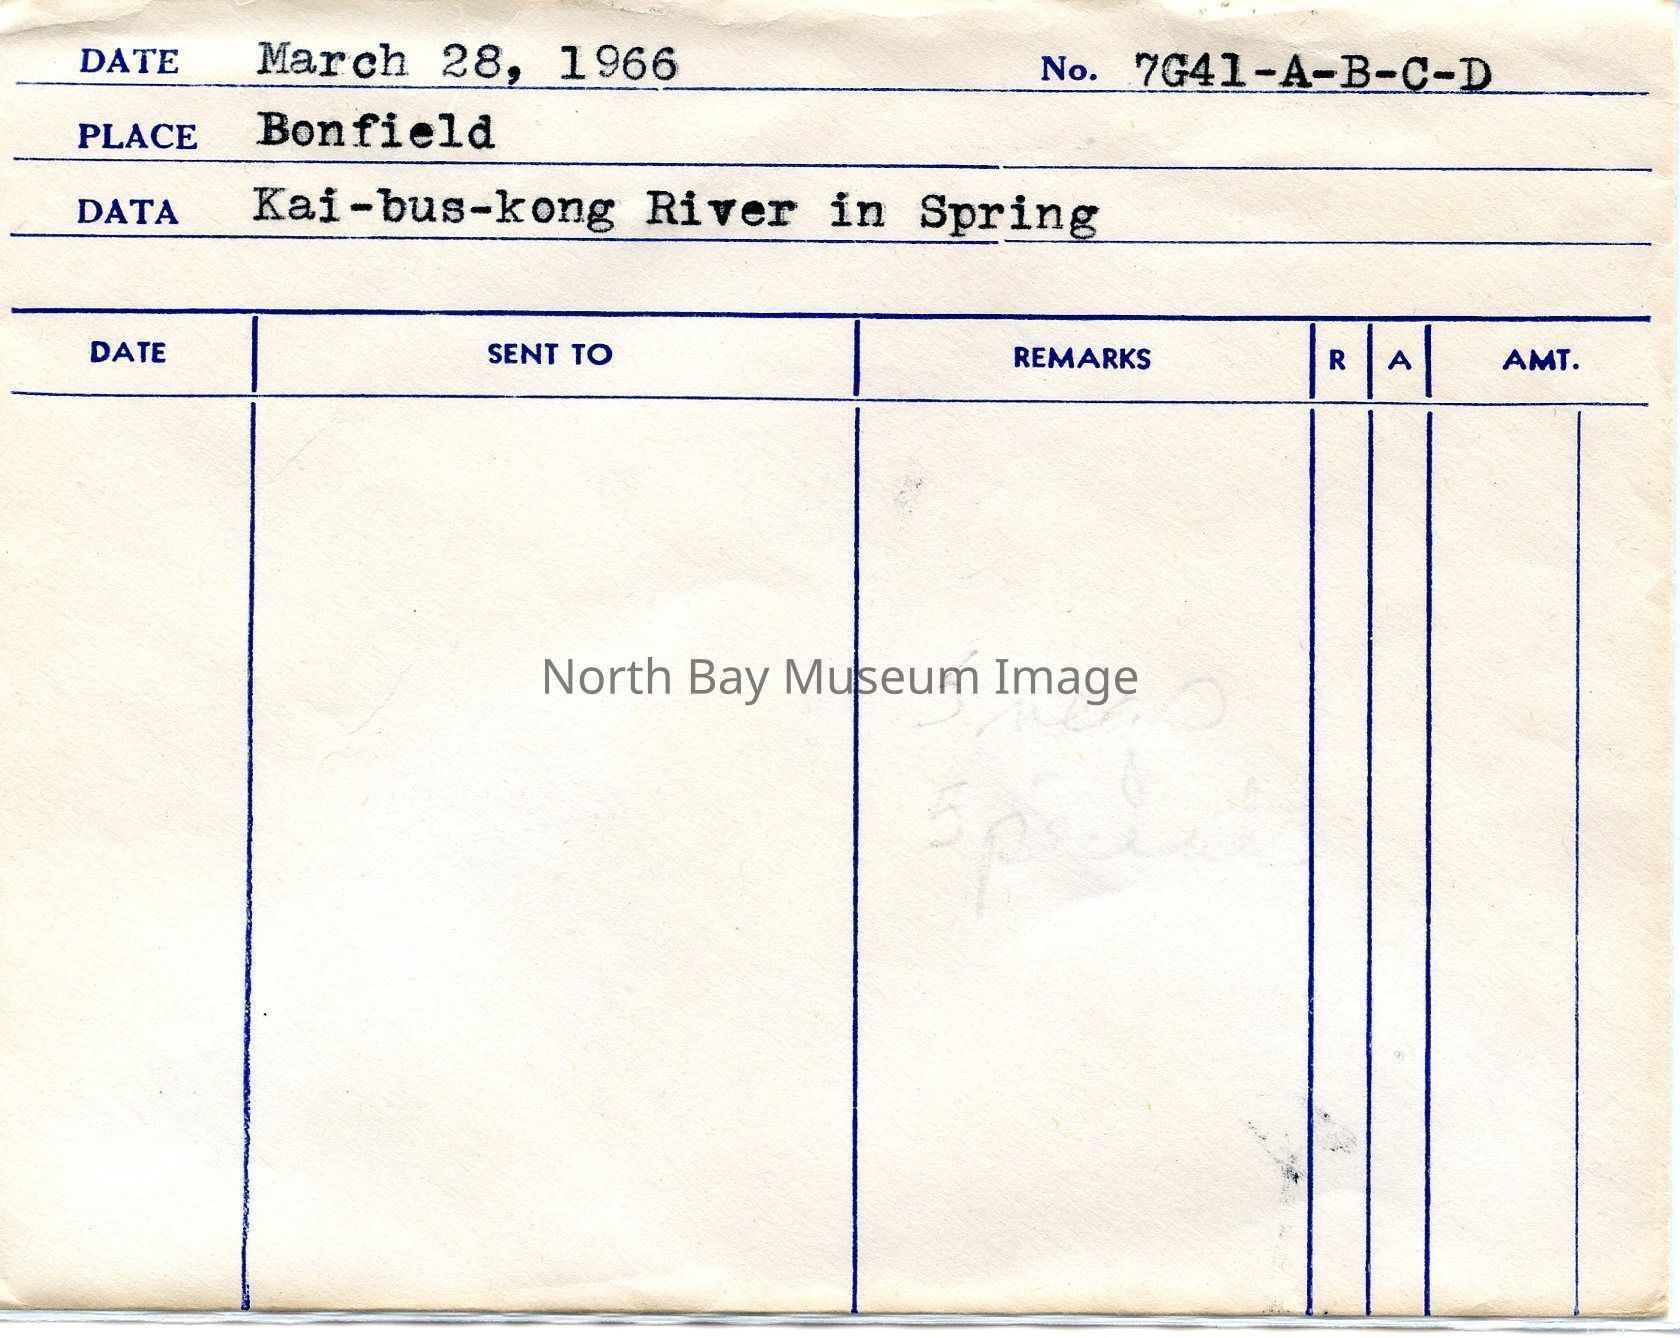 DATE March 28, 1966 No. 7G41-A-B-C-D
PLACE Bonfield
DATA Kai-bus-kong River in Spring
DATE SENT TO REMARKS R A AMT.
North Bay Museum Image